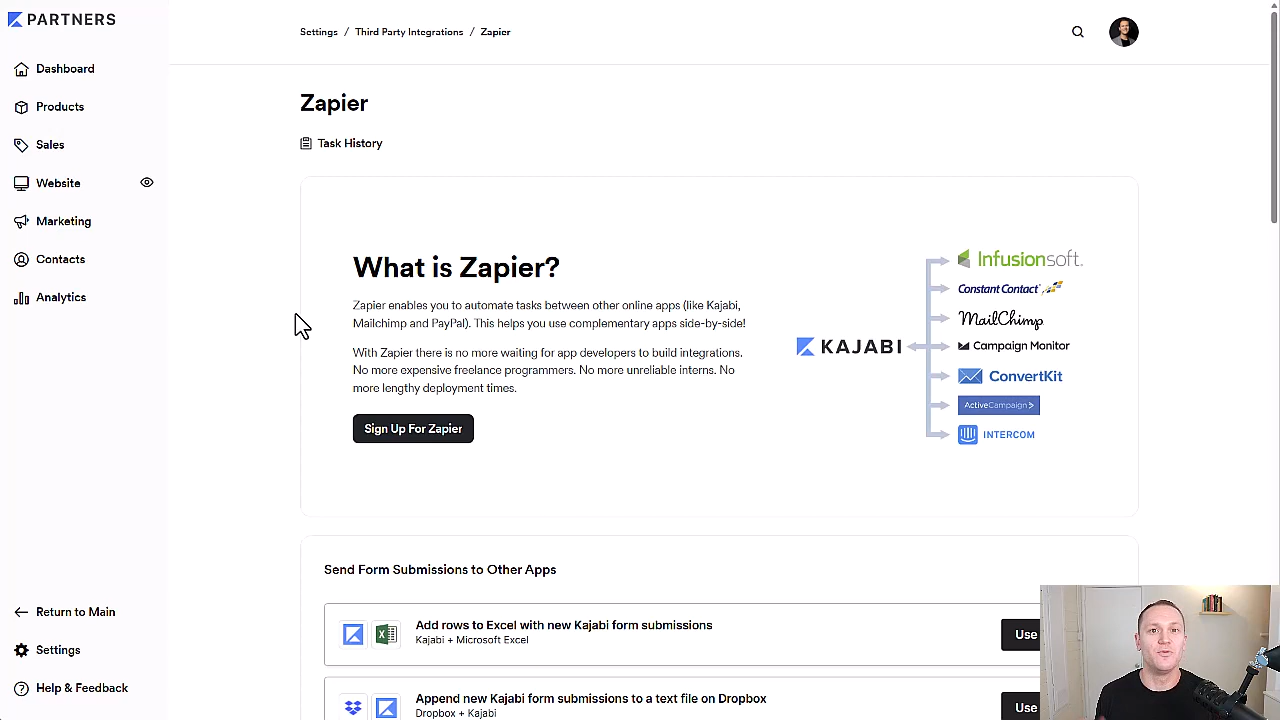 PARTNERS
Settings / Third Party Integrations / Zapier
Dashboard
Products
Sales
Website
Marketing
Contacts
Analytics
Return to Main
Settings
Help & Feedback
Zapier
Task History
What is Zapier?
Zapier enables you to automate tasks between other online apps (like Kajabi,
Mailchimp and PayPal). This helps you use complementary apps side-by-side!
With Zapier there is no more waiting for app developers to build integrations.
No more expensive freelance programmers. No more unreliable interns. No
more lengthy deployment times.
Sign Up For Zapier
KAJABI
Infusionsoft.
Constant Contact
MailChimp
Campaign Monitor
ConvertKit
ActiveCampaign >
INTERCOM
Send Form Submissions to Other Apps
Add rows to Excel with new Kajabi form submissions
Kajabi + Microsoft Excel
Use
Append new Kajabi form submissions to a text file on Dropbox
Dropbox + Kajabi
Use